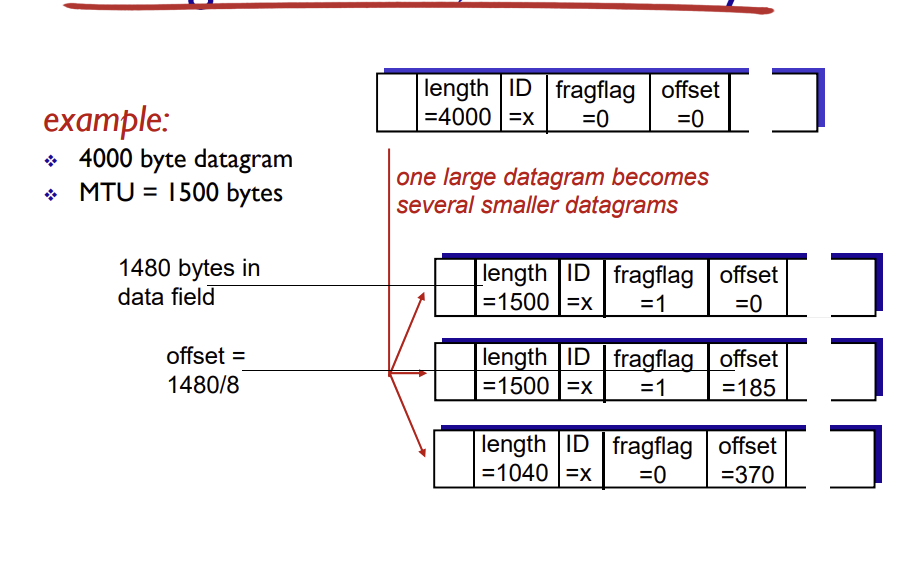 length ID fragflag offset
=4000 =x =0 =0
example:
4000 byte datagram
MTU = 1500 bytes
one large datagram becomes
several smaller datagrams
1480 bytes in
data field
length ID fragflag offset
=1500 =x =1 =0
offset =
1480/8
length ID fragflag offset
=1500 =x =1 =185
length ID fragflag offset
=1040 =x =0 =370